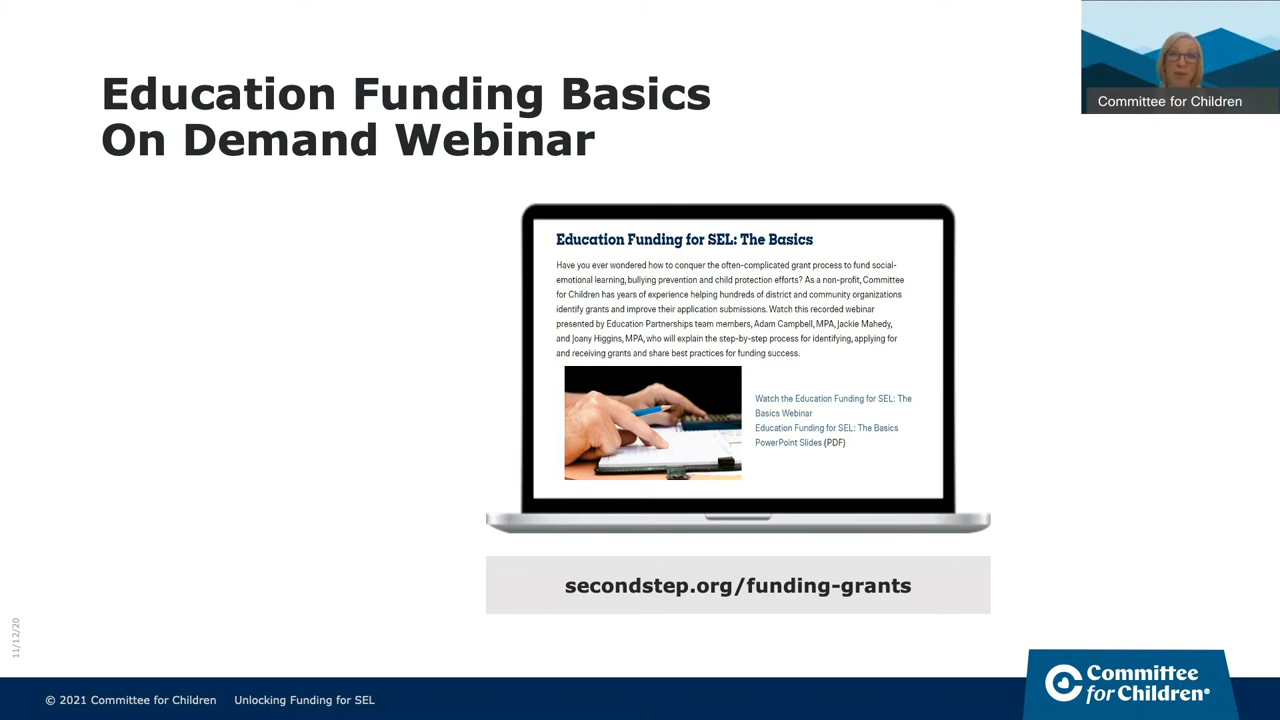 Education Funding Basics
On Demand Webinar
Committee for Children
Education Funding for SEL: The Basics
Have you ever wondered how to conquer the often-complicated grant process to fund social-
emotional learning, bullying prevention and child protection efforts? As a non-profit, Committee
for Children has years of experience helping hundreds of district and community organizations
identify grants and improve their application submissions. Watch this recorded webinar
presented by Education Partnerships team members, Adam Campbell, MPA, Jackie Mahedy,
and Joany Higgins, MPA, who will explain the step-by-step process for identifying, applying for
and receiving grants and share best practices for funding success.
Watch the Education Funding for SEL: The
Basics Webinar
Education Funding for SEL: The Basics
PowerPoint Slides (PDF)
secondstep.org/funding-grants
11/12/20
© 2021 Committee for Children Unlocking Funding for SEL
Committee
for Children®